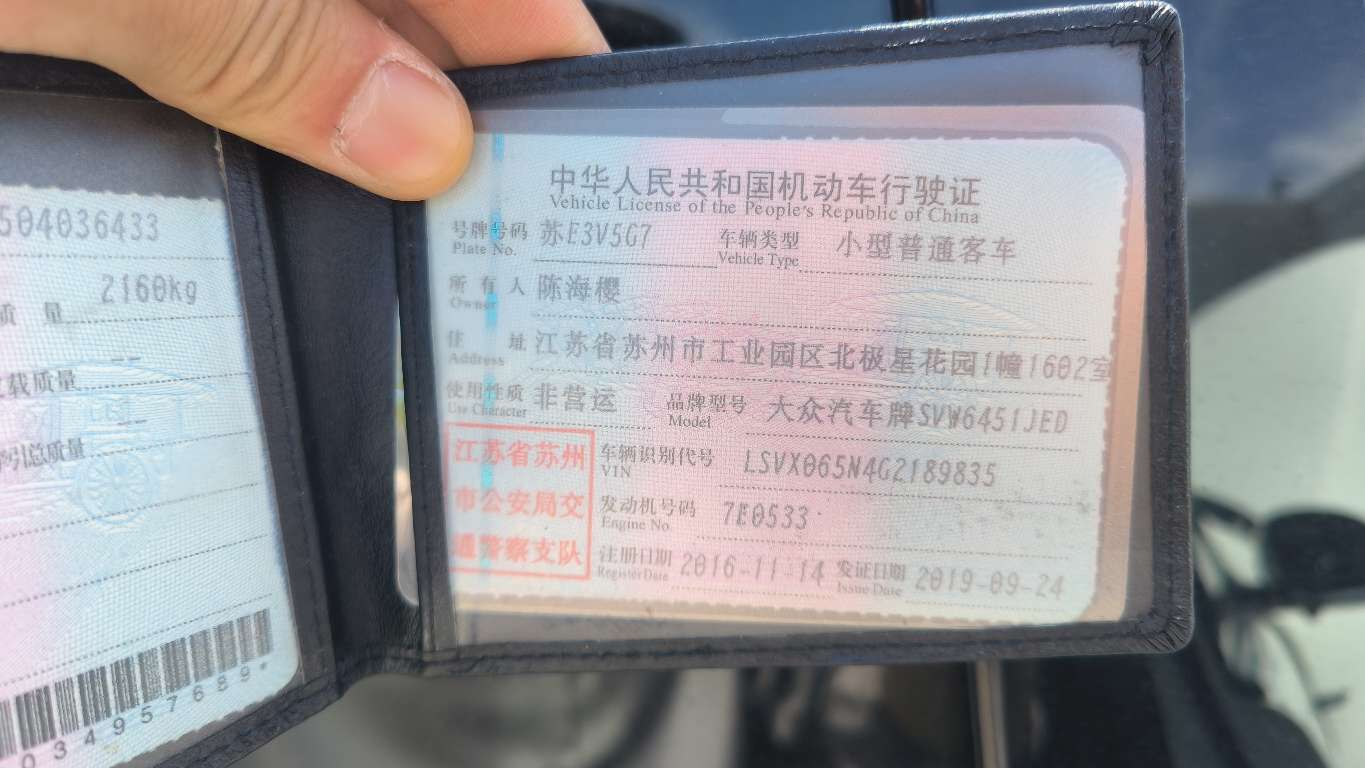 504036433
质 量 2160kg
载质量 --
引总质量 --
0349957689*
中华人民共和国机动车行驶证
Vehicle License of the People's Republic of China
号牌号码 苏E3V5G7 车辆类型 小型普通客车
Plate No. Vehicle Type
所有人 陈海樱
Owner
住 址 江苏省苏州市工业园区北极星花园1幢1602室
Address
使用性质 非营运 品牌型号 大众汽车牌SVW6451JED
Use Character Model
江苏省苏州
市公安局交
通警察支队
车辆识别代号 LSVX065N4G2189835
VIN
发动机号码 7E0533
Engine No.
注册日期 2016-11-14 发证日期 2019-09-24
Register Date Issue Date